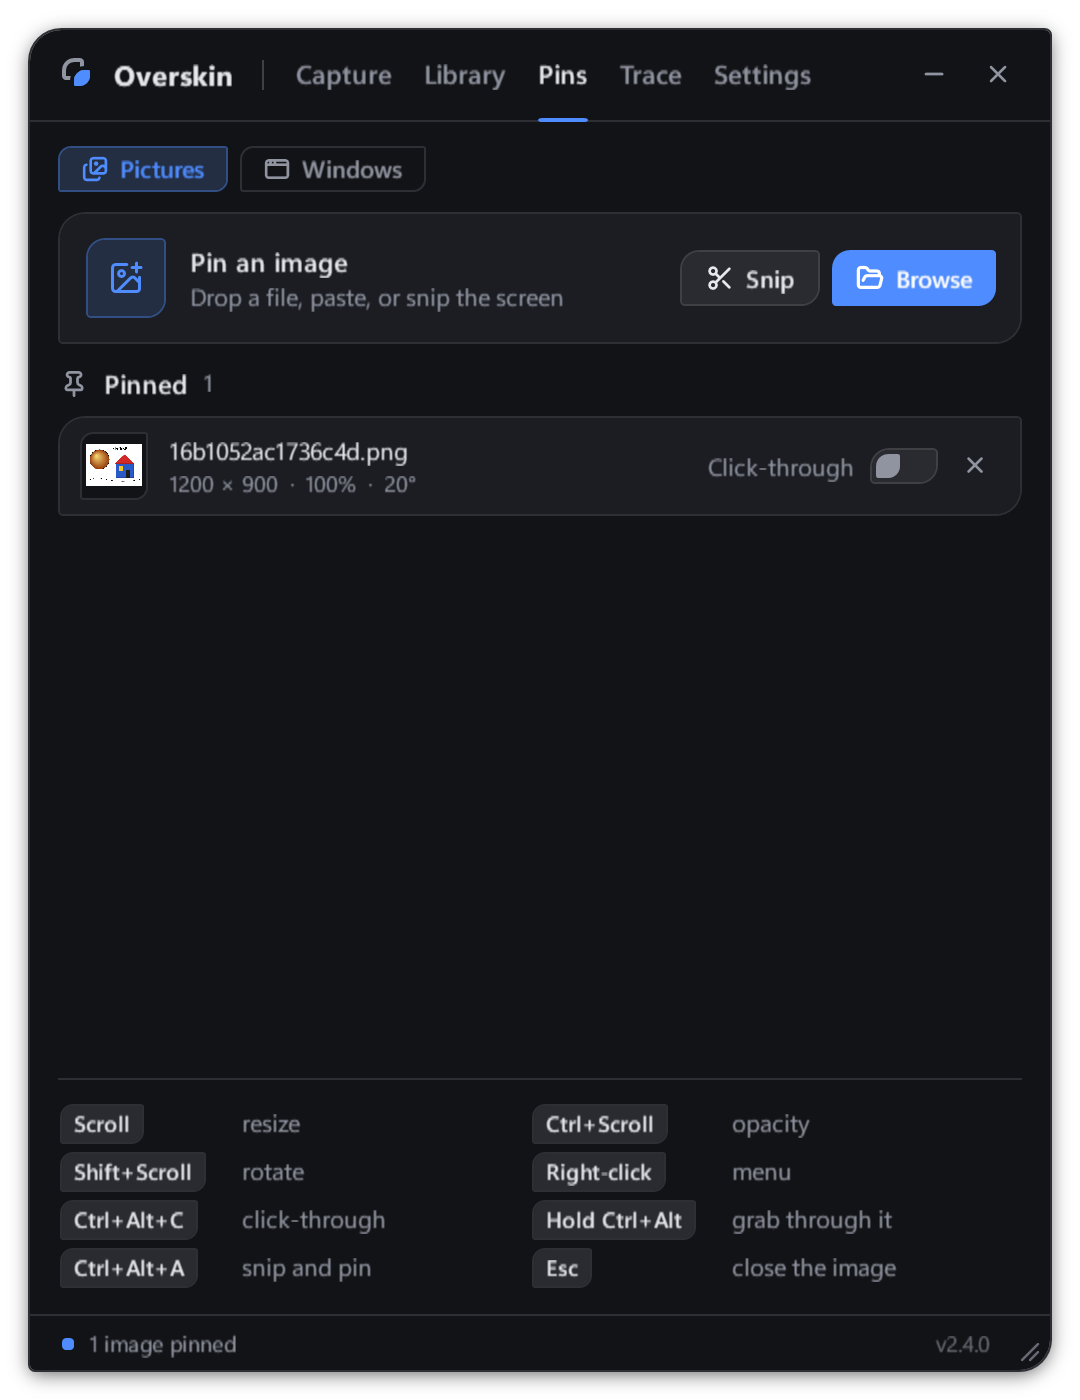 Overskin Capture Library Pins Trace Settings
Pictures Windows
Pin an image
Drop a file, paste, or snip the screen
Snip Browse
Pinned 1
16b1052ac1736c4d.png
1200 × 900 · 100% · 20°
Click-through
Scroll resize Ctrl+Scroll opacity
Shift+Scroll rotate Right-click menu
Ctrl+Alt+C click-through Hold Ctrl+Alt grab through it
Ctrl+Alt+A snip and pin Esc close the image
1 image pinned v2.4.0